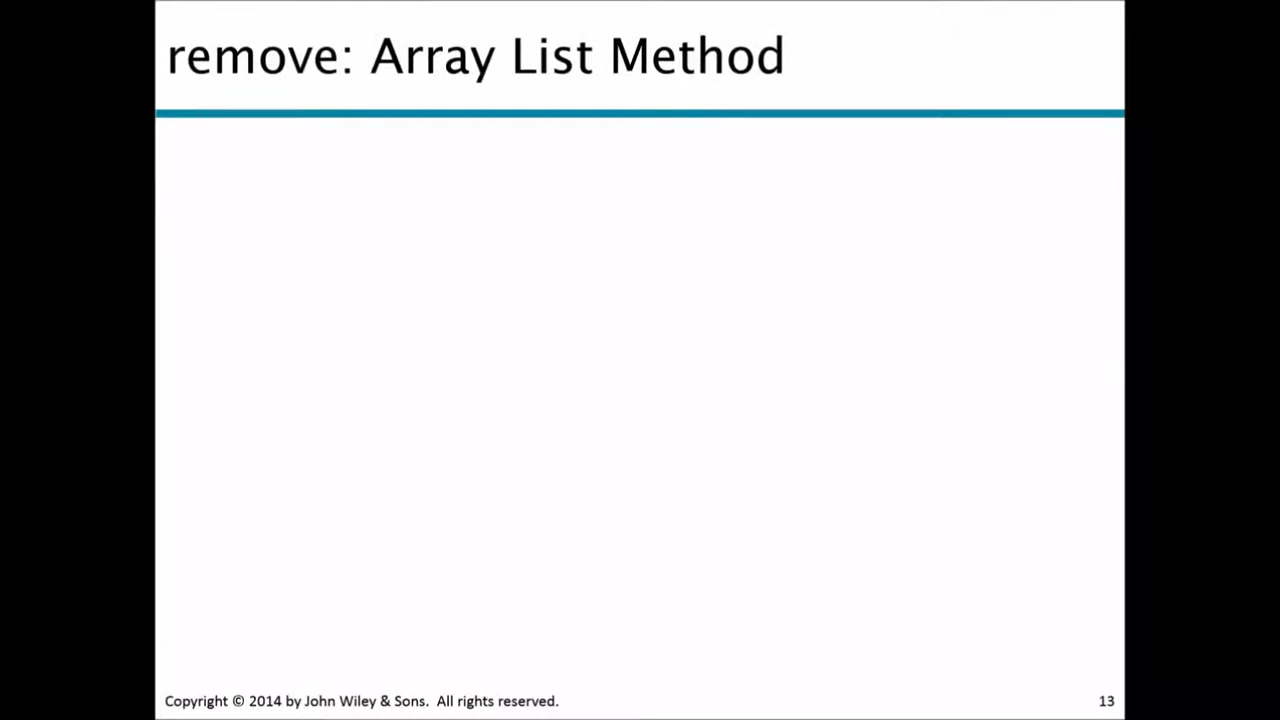 remove: Array List Method
Copyright © 2014 by John Wiley & Sons.  All rights reserved.
13